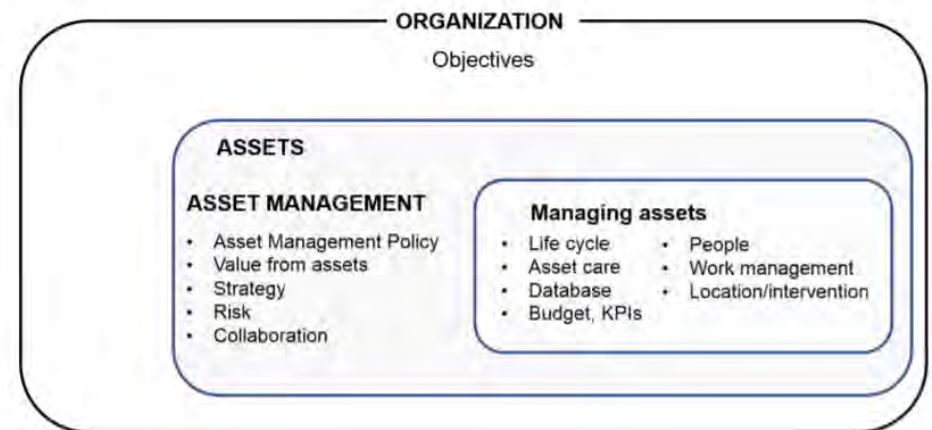 ORGANIZATION
Objectives
ASSETS
ASSET MANAGEMENT
• Asset Management Policy
• Value from assets
• Strategy
• Risk
• Collaboration
Managing assets
• Life cycle
• Asset care
• Database
• Budget, KPIs
• People
• Work management
• Location/intervention